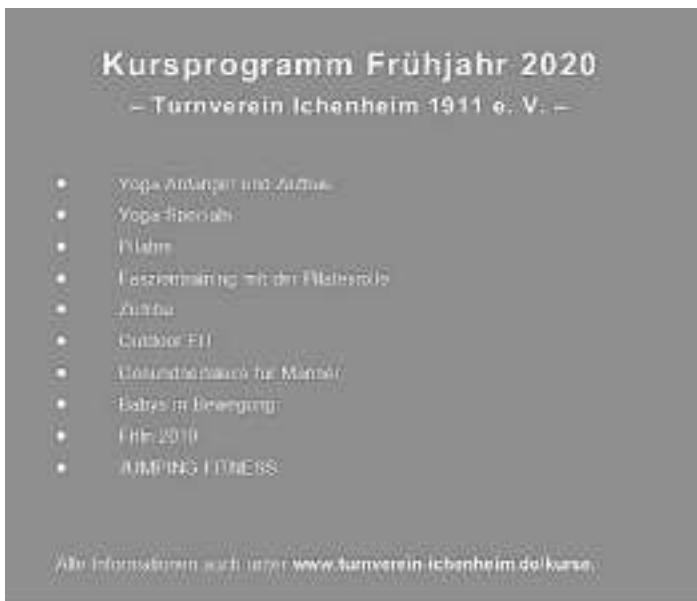 Kursprogramm Frühjahr 2020
– Turnverein Ichenheim 1911 e. V. –
• Yoga Anfänger und Aufbau
• Yoga-Specials
• Pilates
• Faszientraining mit der Pilatesrolle
• Zumba
• Outdoor FIT
• für Männer
• Babys in Bewegung
• 
• JUMPING FITNESS
Alle Informationen auch unter www.turnverein-ichenheim.de/kurse.